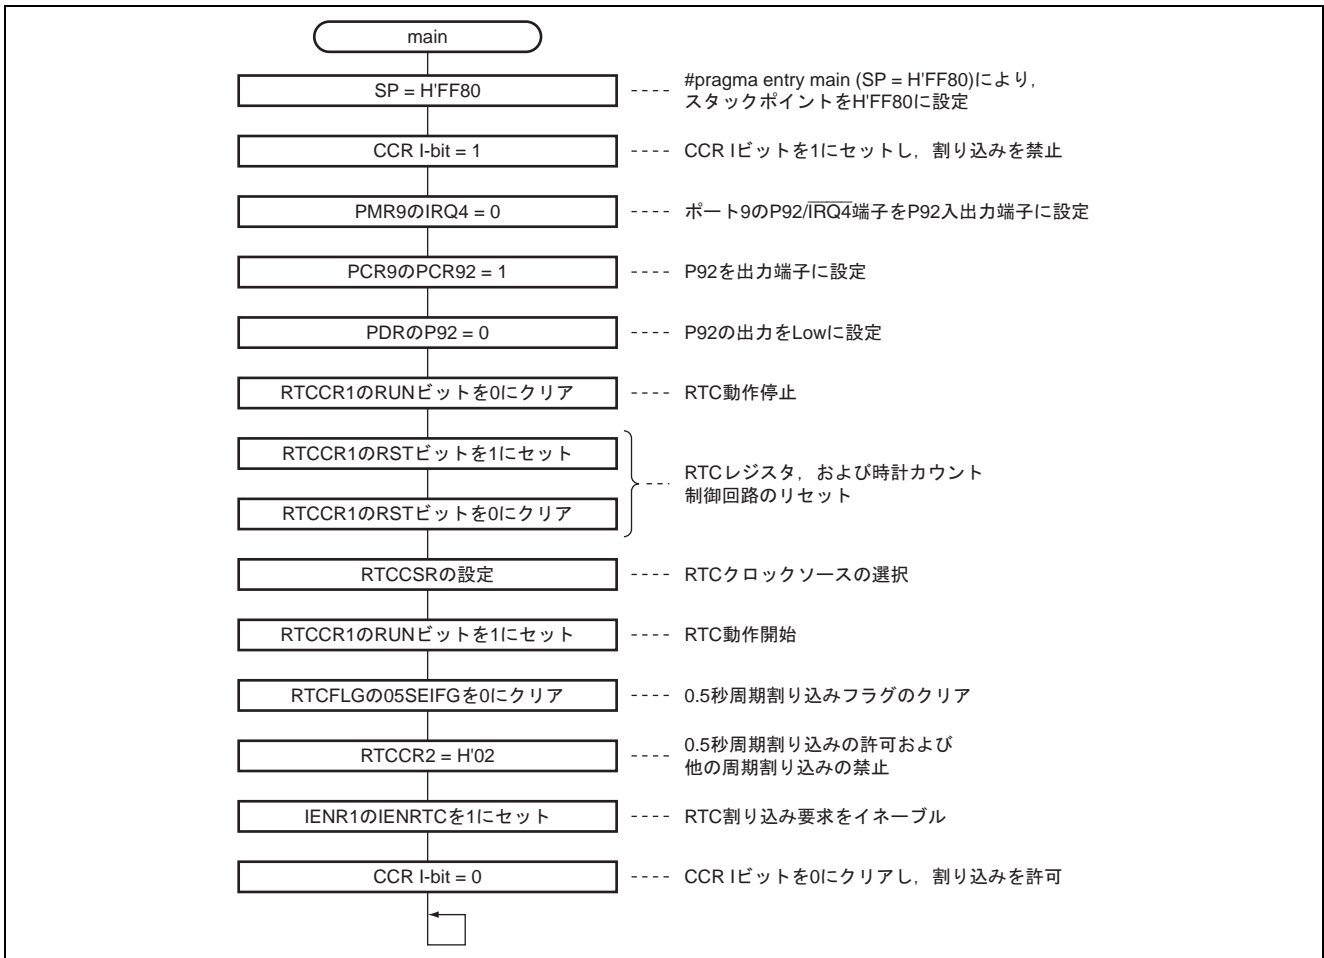 main
SP = H'FF80
#pragma entry main (SP = H'FF80)により,
スタックポイントをH'FF80に設定
CCR I-bit = 1
CCR Iビットを1にセットし，割り込みを禁止
PMR9のIRQ4 = 0
ポート9のP92/IRQ4端子をP92入出力端子に設定
PCR9のPCR92 = 1
P92を出力端子に設定
PDRのP92 = 0
P92の出力をLowに設定
RTCCR1のRUNビットを0にクリア
RTC動作停止
RTCCR1のRSTビットを1にセット
RTCレジスタ，および時計カウント
制御回路のリセット
RTCCR1のRSTビットを0にクリア
RTCCSRの設定
RTCクロックソースの選択
RTCCR1のRUNビットを1にセット
RTC動作開始
RTCFLGの05SEIFGを0にクリア
0.5秒周期割り込みフラグのクリア
RTCCR2 = H'02
0.5秒周期割り込みの許可および
他の周期割り込みの禁止
IENR1のIENRTCを1にセット
RTC割り込み要求をイネーブル
CCR I-bit = 0
CCR Iビットを0にクリアし，割り込みを許可